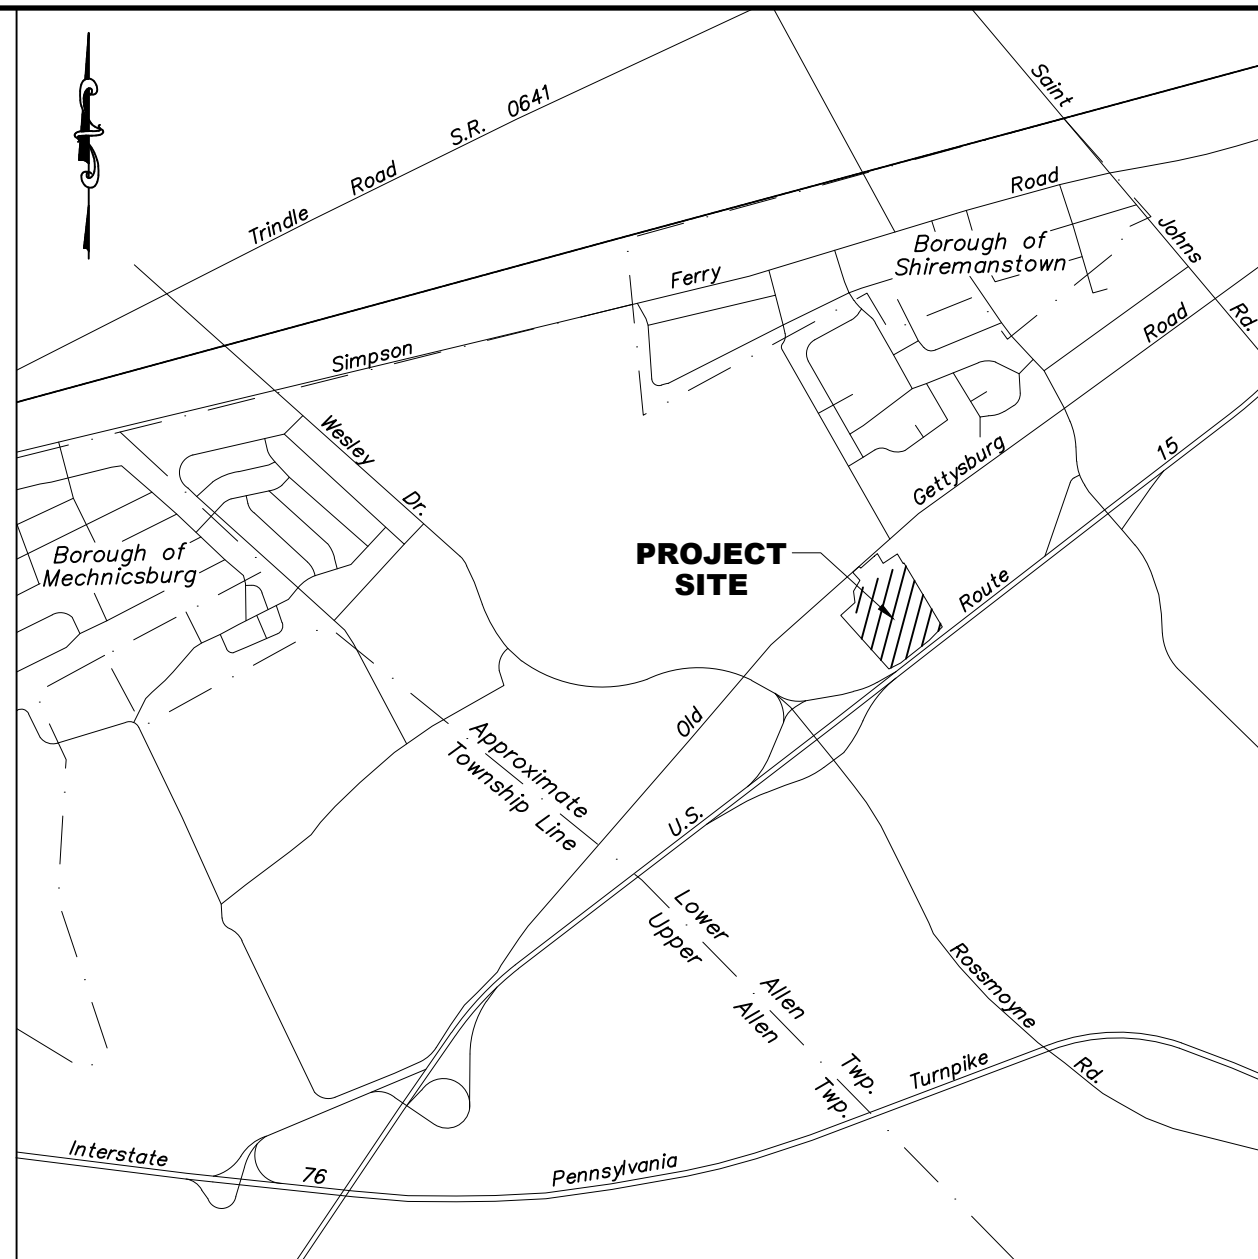 Trindle Road S.R. 0641
Saint Johns Rd.
Simpson Ferry Road
Borough of
Shiremanstown
Wesley Dr.
Borough of
Mechnicsburg
PROJECT
SITE
Old Gettysburg Road
U.S. Route 15
Approximate
Township Line
Lower Allen Twp.
Upper Allen Twp.
Rossmoyne Rd.
Interstate 76
Pennsylvania Turnpike